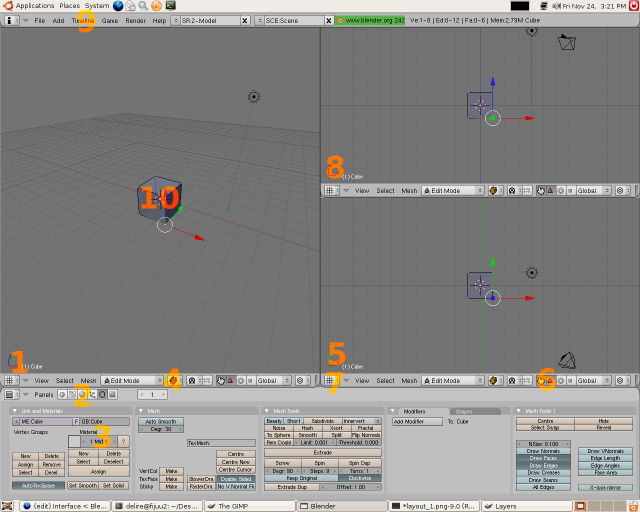 Applications Places System Fri Nov 24, 3:21 PM
File Add Timeline Game Render Help SR:2-Model SCE:Scene www.blender.org 242 Ve:1-8 | Ed:0-12 | Fa:0-6 | Mem:2.79M Cube
9
10
8
(1) Cube
View Select Mesh Edit Mode Global
5
1
(1) Cube
7
4
6
View Select Mesh Edit Mode Global
View Select Mesh Edit Mode Global
Panels 2 1
Link and Materials
ME:Cube F OB:Cube
Vertex Groups Material
3
1 Mat 1 ?
New Delete New Delete
Assign Remove Select Deselect
Select Desel. Assign
AutoTexSpace Set Smooth Set Solid
Mesh
Auto Smooth
Degr: 30
TexMesh:
Centre
Centre New
Centre Cursor
VertCol Make
TexFace Make SlowerDra Double Sided
Sticky Make FasterDra No V.Normal Fli
Mesh Tools
Beauty Short Subdivide Innervert
Noise Hash Xsort Fractal
To Sphere Smooth Split Flip Normals
Rem Doubl Limit: 0.001 Threshold: 0.080
Extrude
Screw Spin Spin Dup
Degr: 90 Steps: 9 Turns: 1
Keep Original Clockwise
Extrude Dup Offset: 1.00
Modifiers Shapes
Add Modifier To: Cube
Mesh Tools 1
Centre Hide
Select Swap Reveal
NSize: 0.100
Draw Normals Draw VNormals
Draw Faces Edge Length
Draw Edges Edge Angles
Draw Creases Face Area
Draw Seams
All Edges X-axis mirror
(edit) Interface < Ble... delire@fijuu2: ~/Des... The GIMP Blender *layout_1.png-9.0 (R... Layers